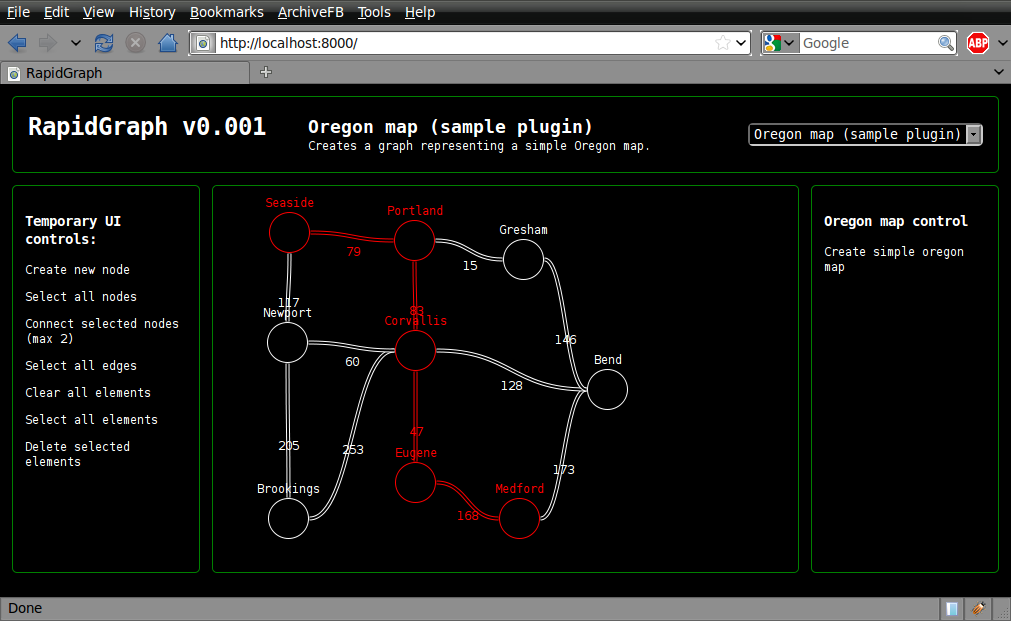 File Edit View History Bookmarks ArchiveFB Tools Help
http://localhost:8000/
Google
ABP
RapidGraph
RapidGraph v0.001
Oregon map (sample plugin)
Creates a graph representing a simple Oregon map.
Oregon map (sample plugin)
Temporary UI
controls:
Create new node
Select all nodes
Connect selected nodes
(max 2)
Select all edges
Clear all elements
Select all elements
Delete selected
elements
Seaside
Portland
Gresham
79
15
117
Newport
83
Corvallis
146
60
Bend
128
47
205
253
Eugene
173
Brookings
Medford
168
Oregon map control
Create simple oregon
map
Done